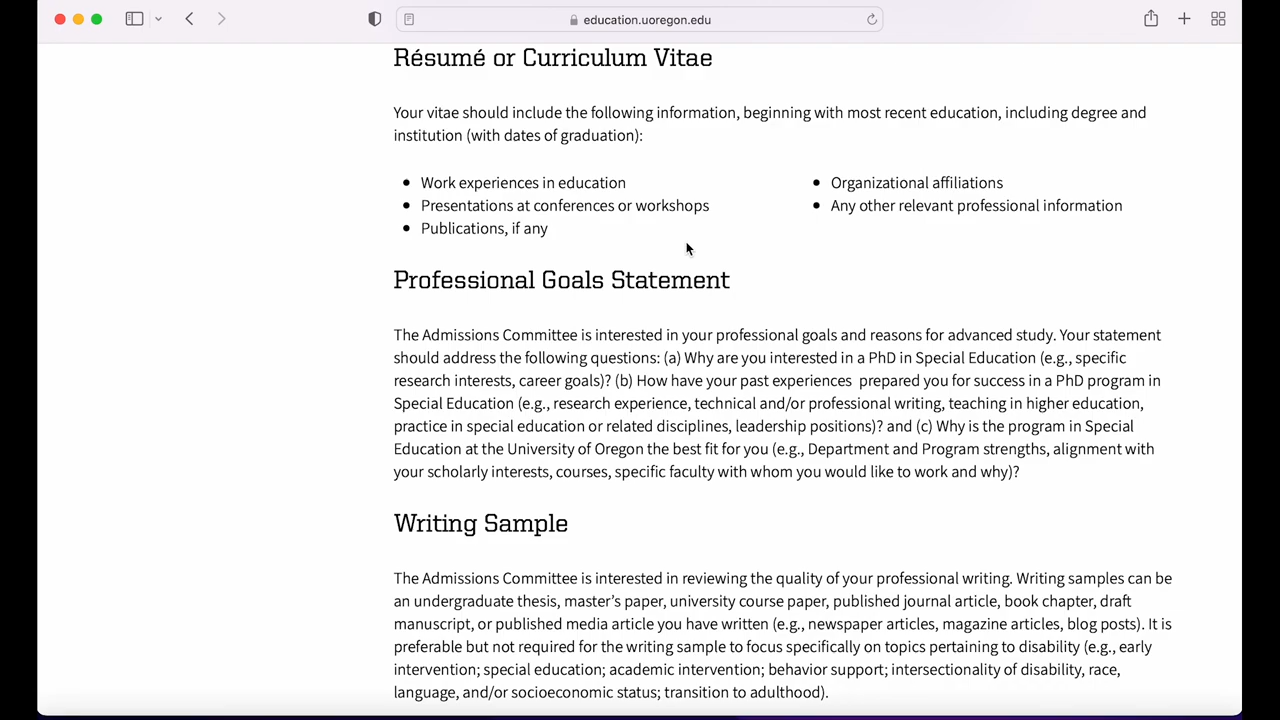 education.uoregon.edu
Résumé or Curriculum Vitae
Your vitae should include the following information, beginning with most recent education, including degree and
institution (with dates of graduation):
• Work experiences in education
• Presentations at conferences or workshops
• Publications, if any
• Organizational affiliations
• Any other relevant professional information
Professional Goals Statement
The Admissions Committee is interested in your professional goals and reasons for advanced study. Your statement
should address the following questions: (a) Why are you interested in a PhD in Special Education (e.g., specific
research interests, career goals)? (b) How have your past experiences  prepared you for success in a PhD program in
Special Education (e.g., research experience, technical and/or professional writing, teaching in higher education,
practice in special education or related disciplines, leadership positions)? and (c) Why is the program in Special
Education at the University of Oregon the best fit for you (e.g., Department and Program strengths, alignment with
your scholarly interests, courses, specific faculty with whom you would like to work and why)?
Writing Sample
The Admissions Committee is interested in reviewing the quality of your professional writing. Writing samples can be
an undergraduate thesis, master’s paper, university course paper, published journal article, book chapter, draft
manuscript, or published media article you have written (e.g., newspaper articles, magazine articles, blog posts). It is
preferable but not required for the writing sample to focus specifically on topics pertaining to disability (e.g., early
intervention; special education; academic intervention; behavior support; intersectionality of disability, race,
language, and/or socioeconomic status; transition to adulthood).